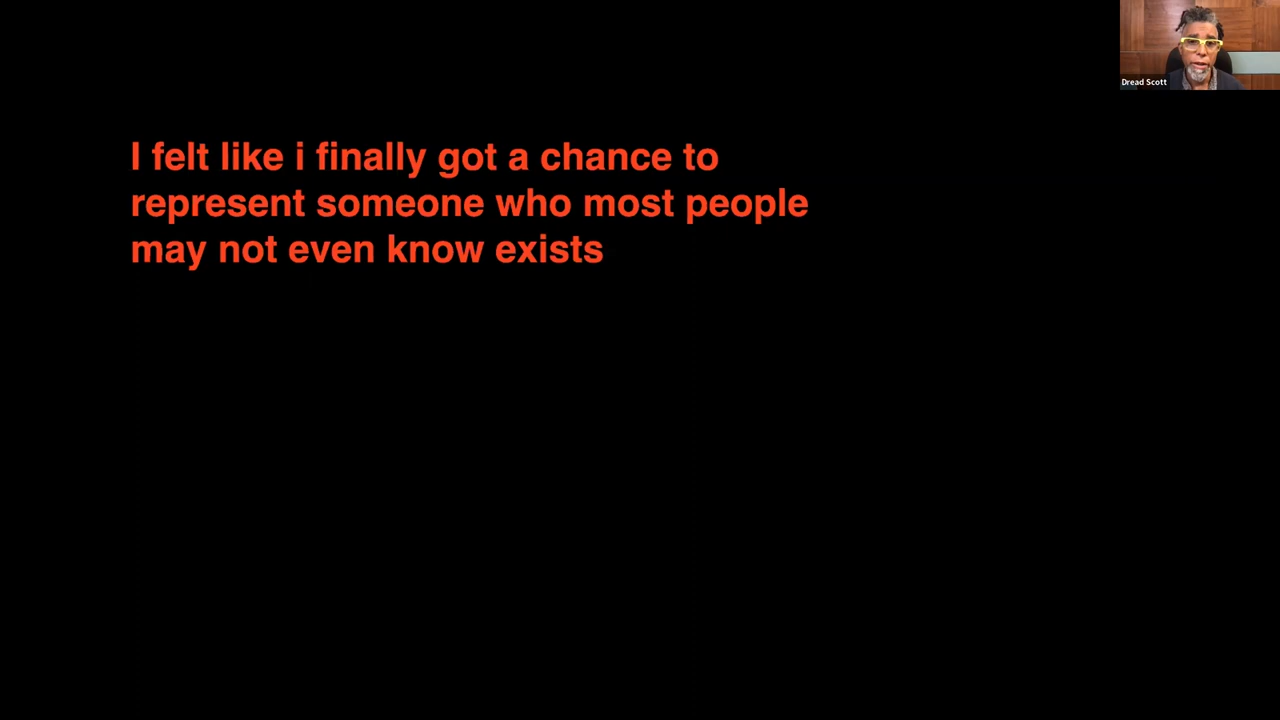 Dread Scott
I felt like i finally got a chance to
represent someone who most people
may not even know exists